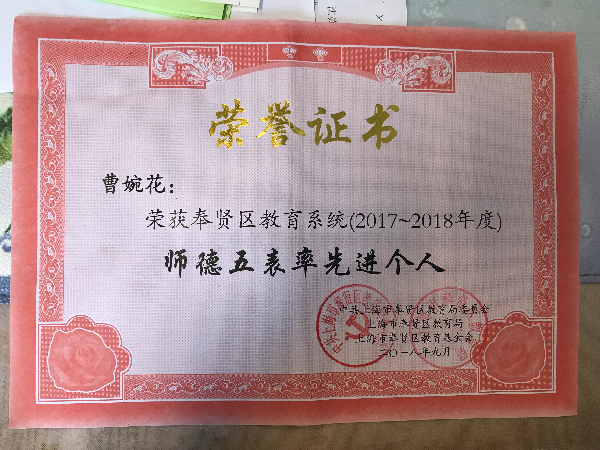 荣誉证书
曹婉花：
荣获奉贤区教育系统(2017~2018年度)
师德五表率先进个人
中共上海市奉贤区教育局委员会
上海市奉贤区教育局
上海市奉贤区教育基金会
二〇一八年九月